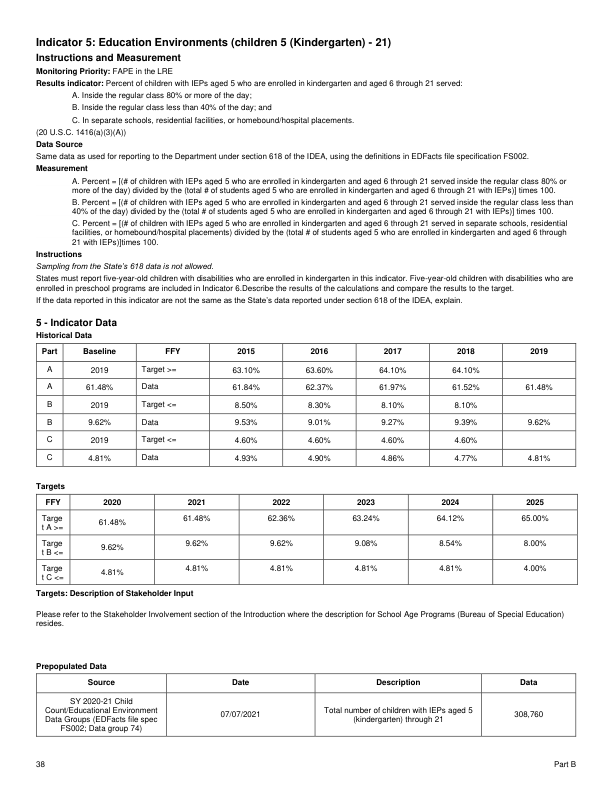 Indicator 5: Education Environments (children 5 (Kindergarten) - 21)
Instructions and Measurement
Monitoring Priority: FAPE in the LRE
Results indicator: Percent of children with IEPs aged 5 who are enrolled in kindergarten and aged 6 through 21 served:
A. Inside the regular class 80% or more of the day;
B. Inside the regular class less than 40% of the day; and
C. In separate schools, residential facilities, or homebound/hospital placements.
(20 U.S.C. 1416(a)(3)(A))
Data Source
Same data as used for reporting to the Department under section 618 of the IDEA, using the definitions in EDFacts file specification FS002.
Measurement
A. Percent = [(# of children with IEPs aged 5 who are enrolled in kindergarten and aged 6 through 21 served inside the regular class 80% or
more of the day) divided by the (total # of students aged 5 who are enrolled in kindergarten and aged 6 through 21 with IEPs)] times 100.
B. Percent = [(# of children with IEPs aged 5 who are enrolled in kindergarten and aged 6 through 21 served inside the regular class less than
40% of the day) divided by the (total # of students aged 5 who are enrolled in kindergarten and aged 6 through 21 with IEPs)] times 100.
C. Percent = [(# of children with IEPs aged 5 who are enrolled in kindergarten and aged 6 through 21 served in separate schools, residential
facilities, or homebound/hospital placements) divided by the (total # of students aged 5 who are enrolled in kindergarten and aged 6 through
21 with IEPs)]times 100.
Instructions
Sampling from the State's 618 data is not allowed.
States must report five-year-old children with disabilities who are enrolled in kindergarten in this indicator. Five-year-old children with disabilities who are
enrolled in preschool programs are included in Indicator 6.Describe the results of the calculations and compare the results to the target.
If the data reported in this indicator are not the same as the State's data reported under section 618 of the IDEA, explain.
5 - Indicator Data
Historical Data
Part Baseline FFY 2015 2016 2017 2018 2019
A 2019 Target >= 63.10% 63.60% 64.10% 64.10%
A 61.48% Data 61.84% 62.37% 61.97% 61.52% 61.48%
B 2019 Target <= 8.50% 8.30% 8.10% 8.10%
B 9.62% Data 9.53% 9.01% 9.27% 9.39% 9.62%
C 2019 Target <= 4.60% 4.60% 4.60% 4.60%
C 4.81% Data 4.93% 4.90% 4.86% 4.77% 4.81%
Targets
FFY 2020 2021 2022 2023 2024 2025
Targe
t A >= 61.48% 61.48% 62.36% 63.24% 64.12% 65.00%
Targe
t B <= 9.62% 9.62% 9.62% 9.08% 8.54% 8.00%
Targe
t C <= 4.81% 4.81% 4.81% 4.81% 4.81% 4.00%
Targets: Description of Stakeholder Input
Please refer to the Stakeholder Involvement section of the Introduction where the description for School Age Programs (Bureau of Special Education)
resides.
Prepopulated Data
Source Date Description Data
SY 2020-21 Child
Count/Educational Environment
Data Groups (EDFacts file spec
FS002; Data group 74)
07/07/2021
Total number of children with IEPs aged 5
(kindergarten) through 21
308,760
38 Part B